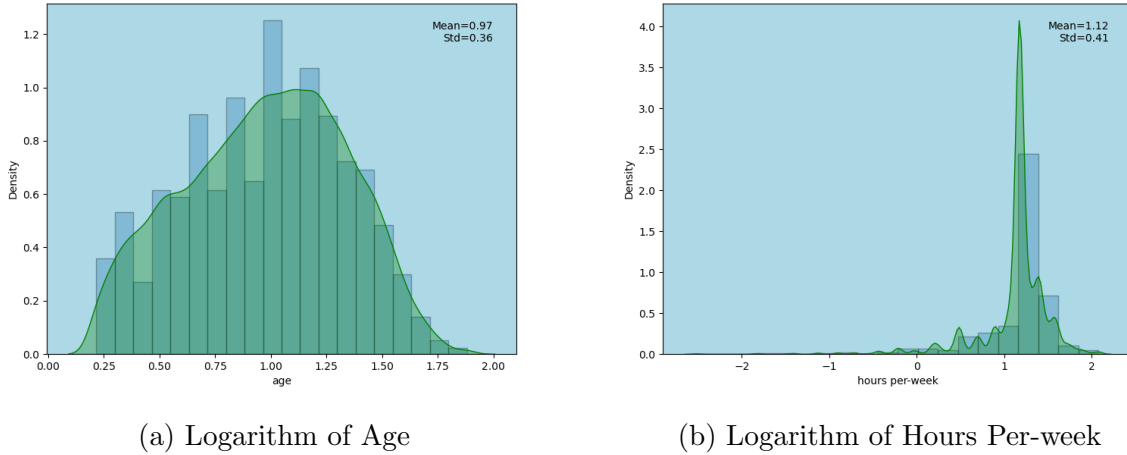 Mean=0.97
Std=0.36
1.2
1.0
0.8
0.6
0.4
0.2
0.0
Density
0.00 0.25 0.50 0.75 1.00 1.25 1.50 1.75 2.00
age
(a) Logarithm of Age
Mean=1.12
Std=0.41
4.0
3.5
3.0
2.5
2.0
1.5
1.0
0.5
0.0
Density
−2 −1 0 1 2
hours per-week
(b) Logarithm of Hours Per-week